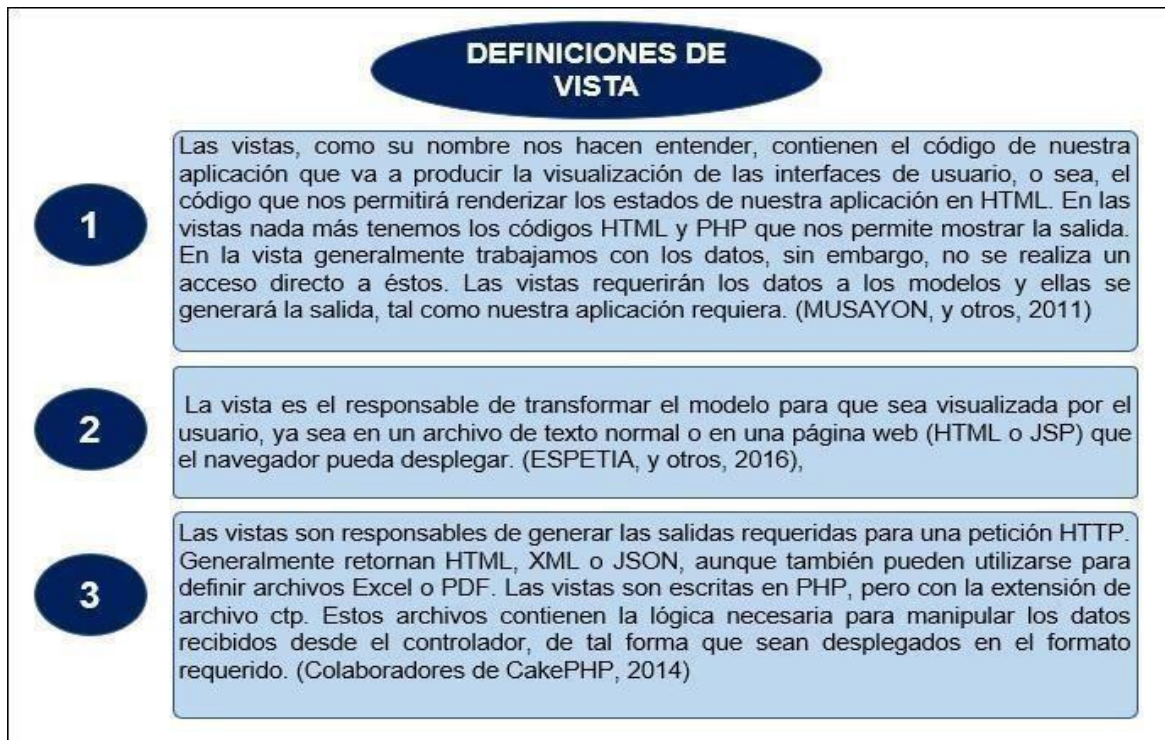 DEFINICIONES DE
VISTA
1
Las vistas, como su nombre nos hacen entender, contienen el código de nuestra
aplicación que va a producir la visualización de las interfaces de usuario, o sea, el
código que nos permitirá renderizar los estados de nuestra aplicación en HTML. En las
vistas nada más tenemos los códigos HTML y PHP que nos permite mostrar la salida.
En la vista generalmente trabajamos con los datos, sin embargo, no se realiza un
acceso directo a éstos. Las vistas requerirán los datos a los modelos y ellas se
generará la salida, tal como nuestra aplicación requiera. (MUSAYON, y otros, 2011)
2
La vista es el responsable de transformar el modelo para que sea visualizada por el
usuario, ya sea en un archivo de texto normal o en una página web (HTML o JSP) que
el navegador pueda desplegar. (ESPETIA, y otros, 2016),
3
Las vistas son responsables de generar las salidas requeridas para una petición HTTP.
Generalmente retornan HTML, XML o JSON, aunque también pueden utilizarse para
definir archivos Excel o PDF. Las vistas son escritas en PHP, pero con la extensión de
archivo ctp. Estos archivos contienen la lógica necesaria para manipular los datos
recibidos desde el controlador, de tal forma que sean desplegados en el formato
requerido. (Colaboradores de CakePHP, 2014)